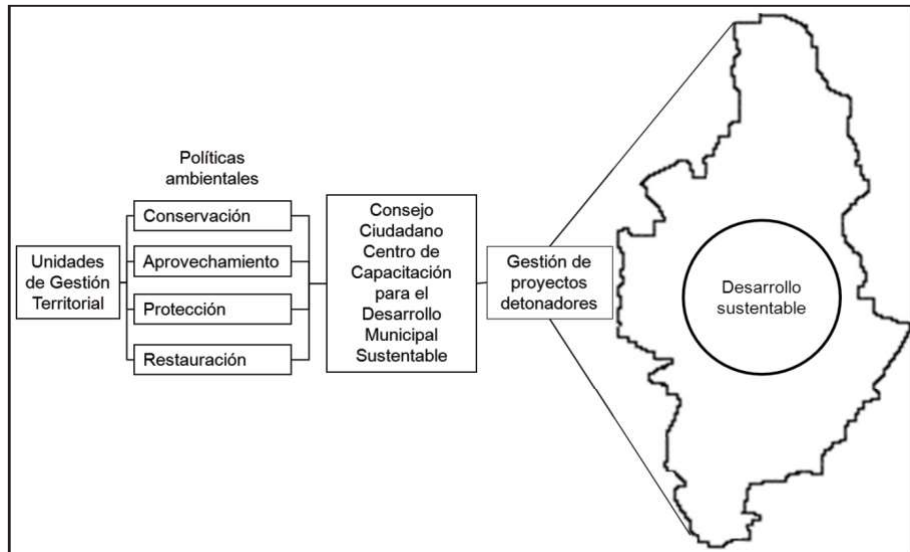 Políticas
ambientales
Unidades
de Gestión
Territorial
Conservación
Aprovechamiento
Protección
Restauración
Consejo
Ciudadano
Centro de
Capacitación
para el
Desarrollo
Municipal
Sustentable
Gestión de
proyectos
detonadores
Desarrollo
sustentable